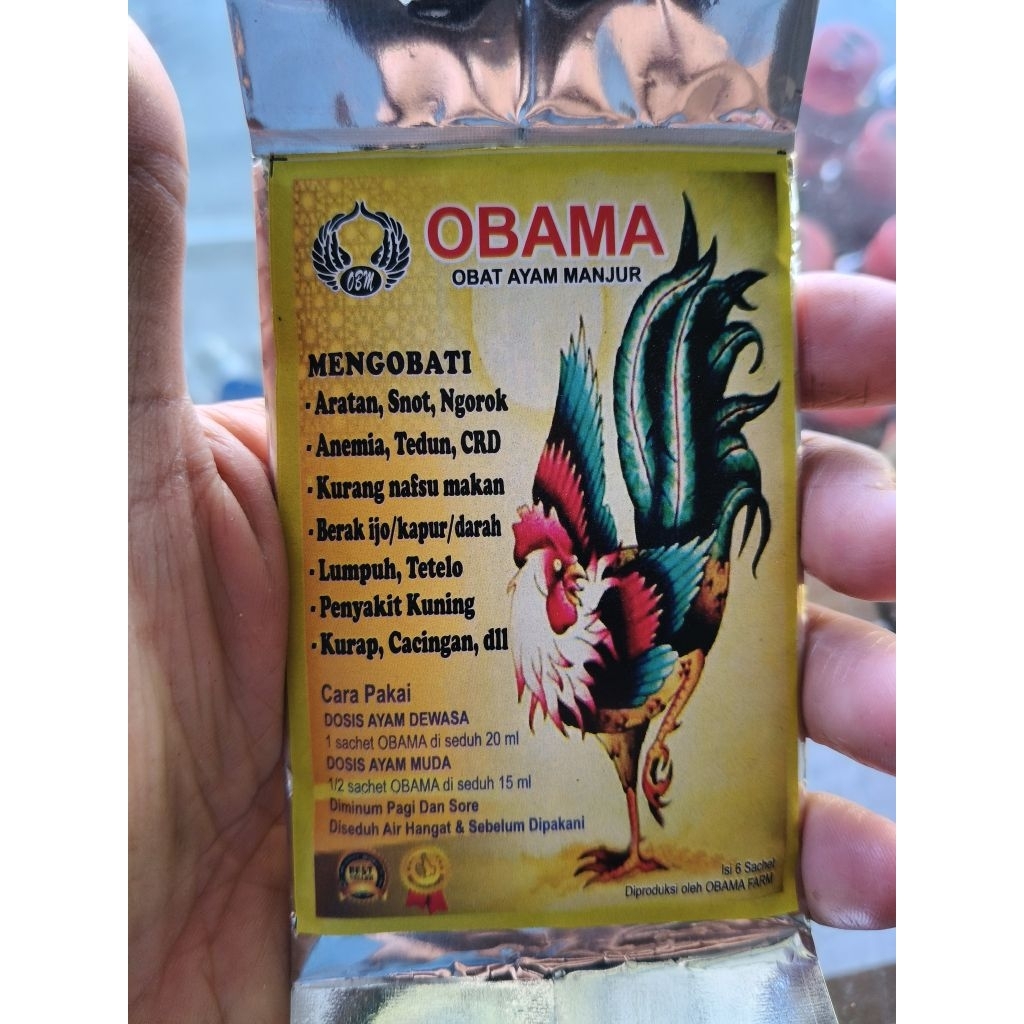 OBM
OBAMA
OBAT AYAM MANJUR
MENGOBATI
· Aratan, Snot, Ngorok
· Anemia, Tedun, CRD
· Kurang nafsu makan
· Berak ijo/kapur/darah
· Lumpuh, Tetelo
· Penyakit Kuning
· Kurap, Cacingan, dll
Cara Pakai
DOSIS AYAM DEWASA
1 sachet OBAMA di seduh 20 ml
DOSIS AYAM MUDA
1/2 sachet OBAMA di seduh 15 ml
Diminum Pagi Dan Sore
Diseduh Air Hangat & Sebelum Dipakani
BEST
SELLER
Isi 6 Sachet
Diproduksi oleh OBAMA FARM